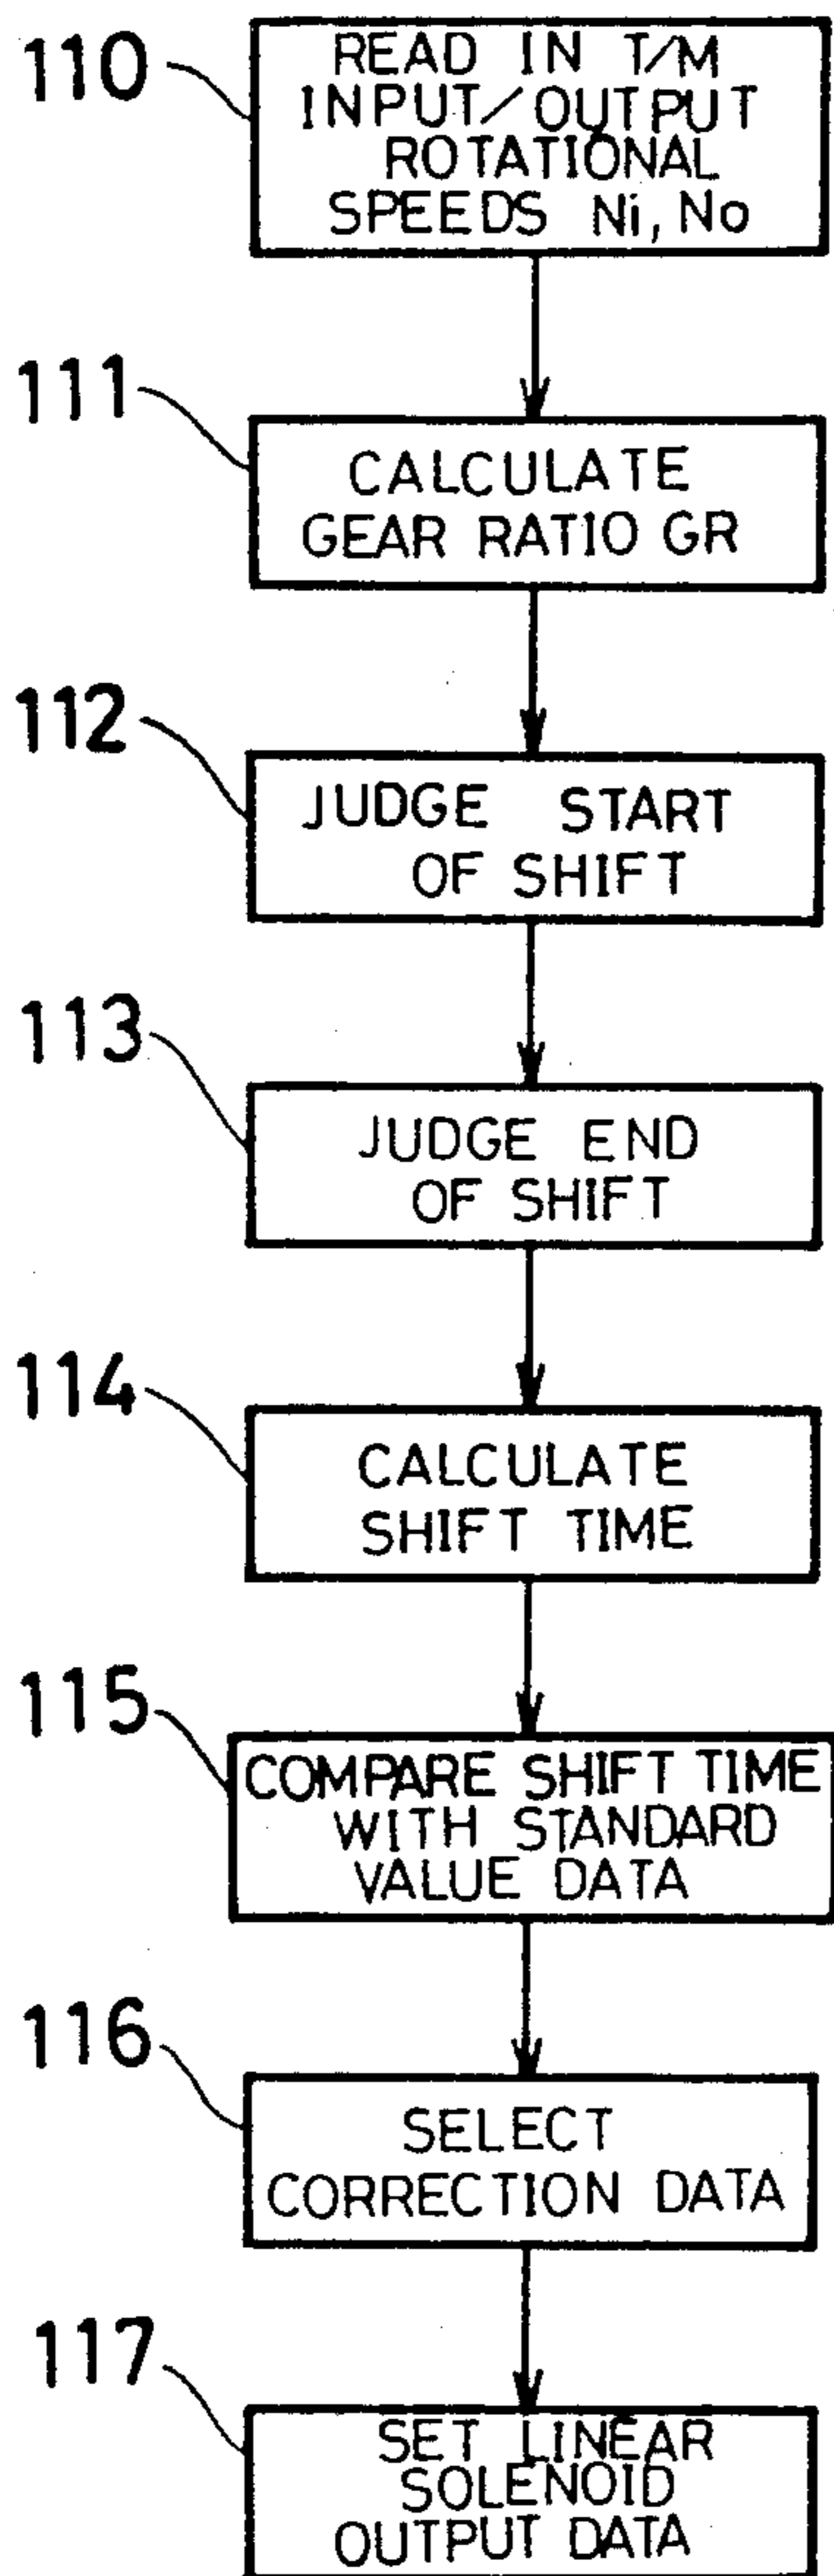 110
READ IN T/M
INPUT/OUTPUT
ROTATIONAL
SPEEDS Ni, No
111
CALCULATE
GEAR RATIO GR
112
JUDGE START
OF SHIFT
113
JUDGE END
OF SHIFT
114
CALCULATE
SHIFT TIME
115
COMPARE SHIFT TIME
WITH STANDARD
VALUE DATA
116
SELECT
CORRECTION DATA
117
SET LINEAR
SOLENOID
OUTPUT DATA